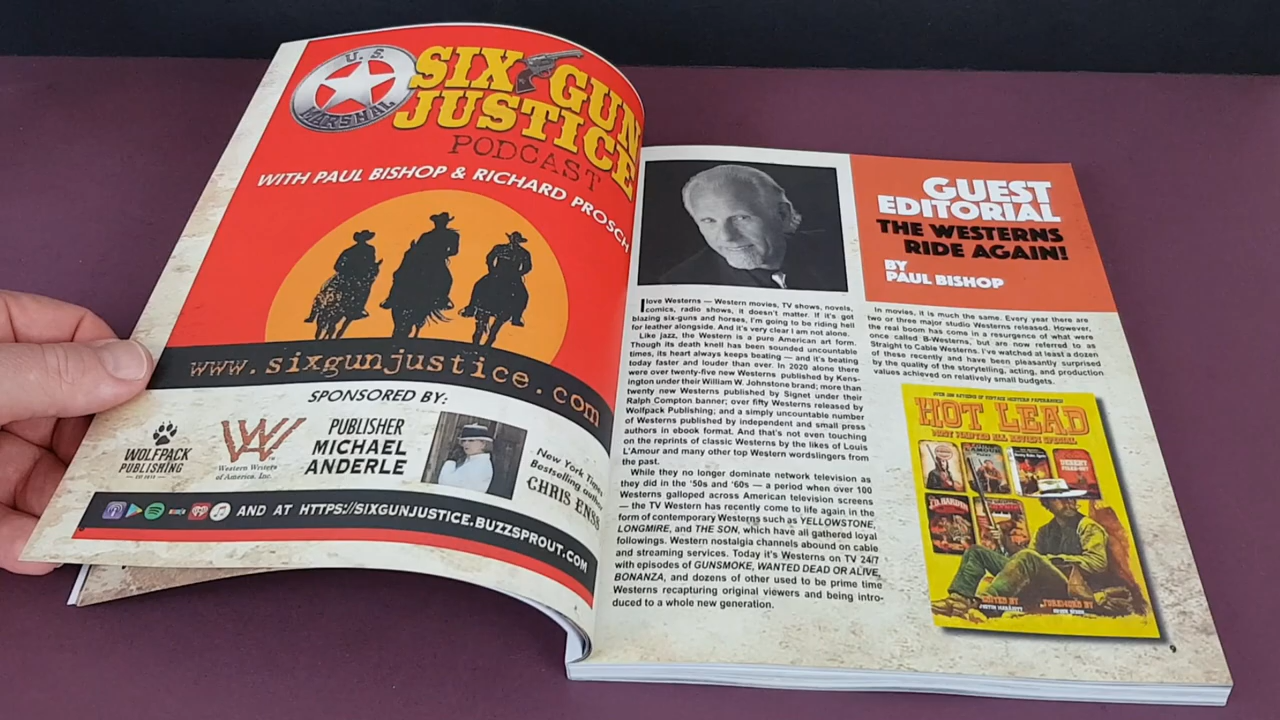 U.S.
MARSHAL
SIX GUN
JUSTICE
PODCAST
WITH PAUL BISHOP & RICHARD PROSCH
www.sixgunjustice.com
SPONSORED BY:
WOLFPACK
PUBLISHING
Western Writers
of America, Inc.
PUBLISHER
MICHAEL
ANDERLE
New York Times
Bestselling author
CHRIS ENSS
AND AT HTTPS://SIXGUNJUSTICE.BUZZSPROUT.COM
GUEST
EDITORIAL
THE WESTERNS
RIDE AGAIN!
BY
PAUL BISHOP
I love Westerns — Western movies, TV shows, novels,
comics, radio shows, it doesn't matter. If it's got
blazing six-guns and horses, I'm going to be riding hell
for leather alongside. And it's very clear I am not alone.
Like jazz, the Western is a pure American art form.
Though its death knell has been sounded uncountable
times, its heart always keeps beating — and it's beating
today faster and louder than ever. In 2020 alone there
were over twenty-five new Westerns published by Kens-
ington under their William W. Johnstone brand; more than
twenty new Westerns published by Signet under their
Ralph Compton banner; over fifty Westerns released by
Wolfpack Publishing; and a simply uncountable number
of Westerns published by independent and small press
authors in ebook format. And that's not even touching
on the reprints of classic Westerns by the likes of Louis
L'Amour and many other top Western wordslingers from
the past.
While they no longer dominate network television as
they did in the '50s and '60s — a period when over 100
Westerns galloped across American television screens
— the TV Western has recently come to life again in the
form of contemporary Westerns such as YELLOWSTONE,
LONGMIRE, and THE SON, which have all gathered loyal
followings. Western nostalgia channels abound on cable
and streaming services. Today it's Westerns on TV 24/7
with episodes of GUNSMOKE, WANTED DEAD OR ALIVE,
BONANZA, and dozens of other used to be prime time
Westerns recapturing original viewers and being intro-
duced to a whole new generation.
In movies, it is much the same. Every year there are
two or three major studio Westerns released. However,
the real boom has come in a resurgence of what were
once called 'B-Westerns', but are now referred to as
Straight to Cable Westerns. I've watched at least a dozen
of these recently and have been pleasantly surprised
by the quality of the storytelling, acting, and production
values achieved on relatively small budgets.
HOT LEAD
MOST WANTED ALL REVIEW SPECIAL
J.D. HARDIN
EDITED BY
JUSTIN MARRIOTT
FOREWORD BY
9